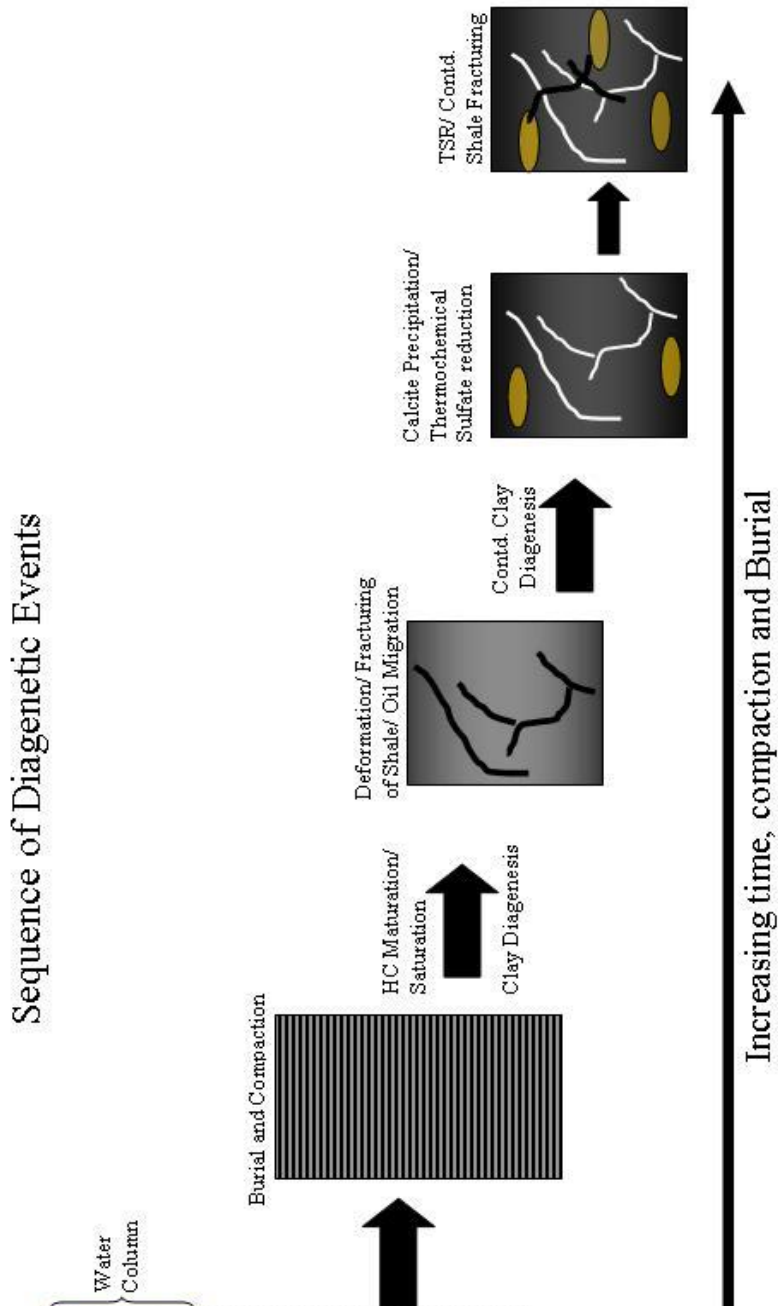 Sequence of Diagenetic Events
Water
Column
Burial and Compaction
HC Maturation/
Saturation
Clay Diagenesis
Deformation/ Fracturing
of Shale/ Oil Migration
Contd. Clay
Diagenesis
Calcite Precipitation/
Thermochemical
Sulfate reduction
TSR/ Contd.
Shale Fracturing
Increasing time, compaction and Burial